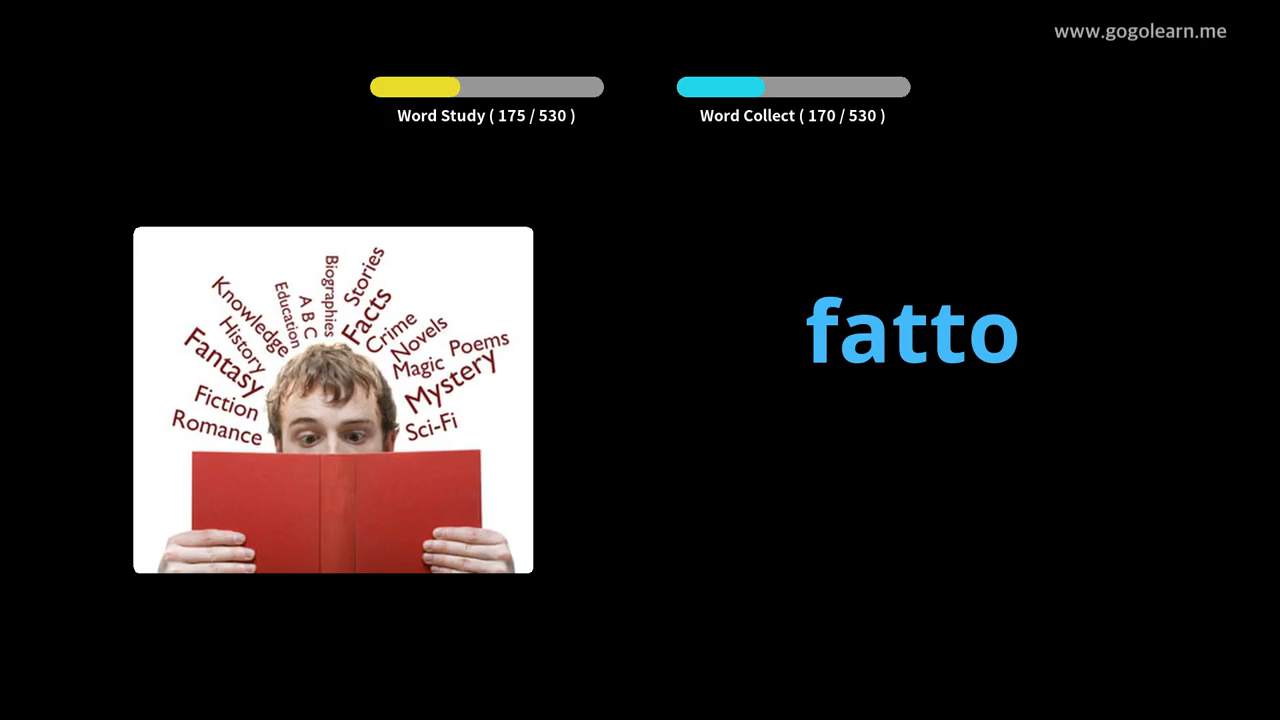 www.gogolearn.me
Word Study ( 175 / 530 )
Word Collect ( 170 / 530 )
Biographies
Stories
Facts
A B C
Education
Knowledge
History
Fantasy
Fiction
Romance
Crime
Novels
Poems
Magic
Mystery
Sci-Fi
fatto